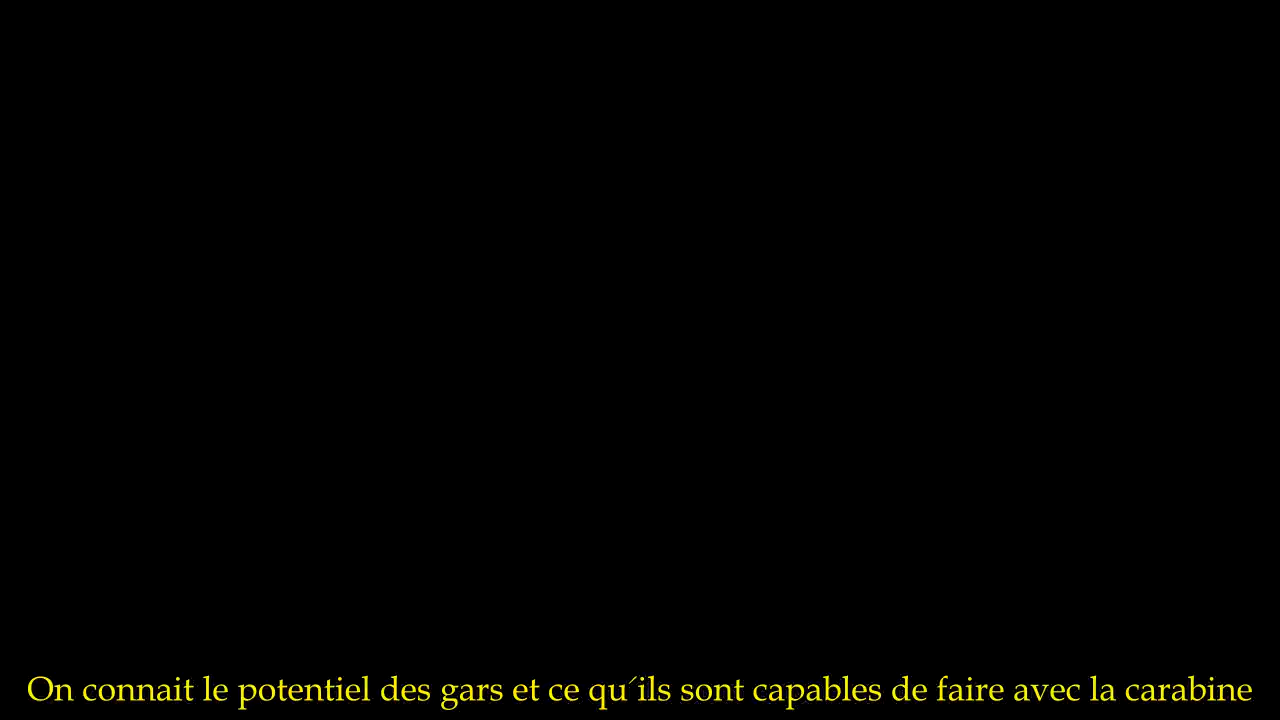 On connait le potentiel des gars et ce qu´ils sont capables de faire avec la carabine